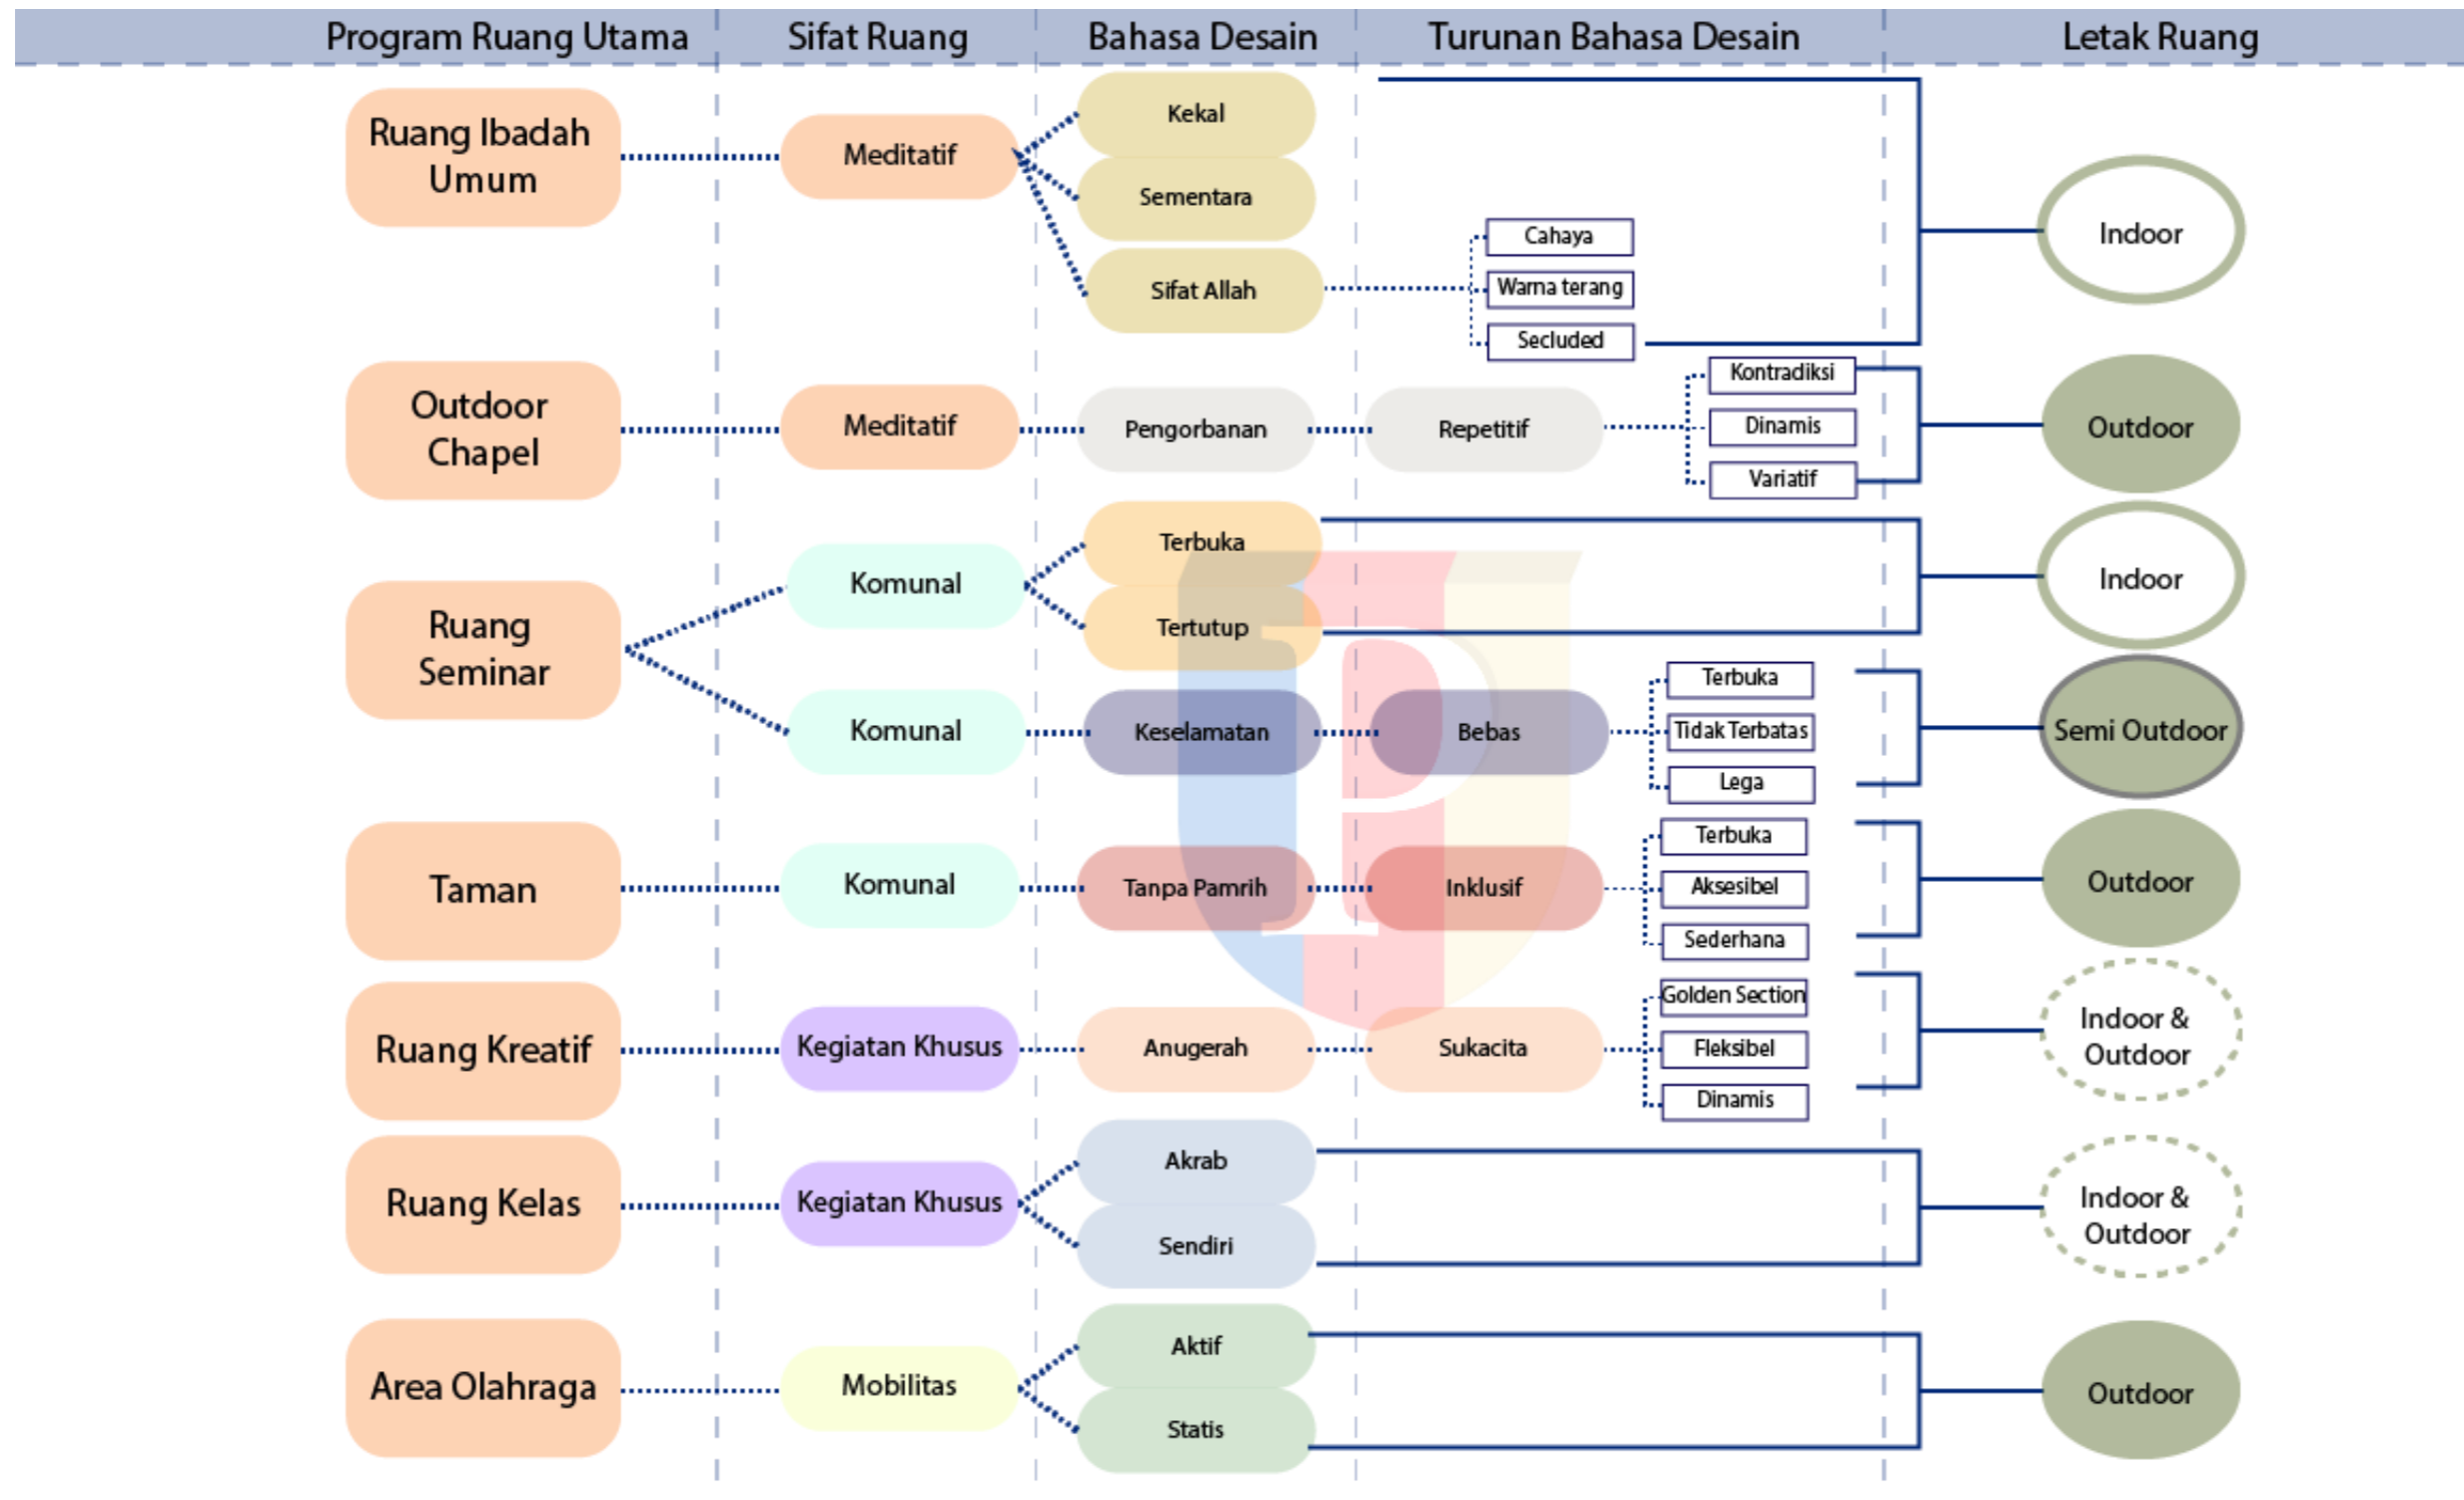 Program Ruang Utama
Sifat Ruang
Bahasa Desain
Turunan Bahasa Desain
Letak Ruang
Ruang Ibadah
Umum
Meditatif
Kekal
Sementara
Sifat Allah
Cahaya
Warna terang
Secluded
Indoor
Outdoor
Chapel
Meditatif
Pengorbanan
Repetitif
Kontradiksi
Dinamis
Variatif
Outdoor
Ruang
Seminar
Komunal
Terbuka
Tertutup
Indoor
Komunal
Keselamatan
Bebas
Terbuka
Tidak Terbatas
Lega
Semi Outdoor
Taman
Komunal
Tanpa Pamrih
Inklusif
Terbuka
Aksesibel
Sederhana
Outdoor
Ruang Kreatif
Kegiatan Khusus
Anugerah
Sukacita
Golden Section
Fleksibel
Dinamis
Indoor &
Outdoor
Ruang Kelas
Kegiatan Khusus
Akrab
Sendiri
Indoor &
Outdoor
Area Olahraga
Mobilitas
Aktif
Statis
Outdoor